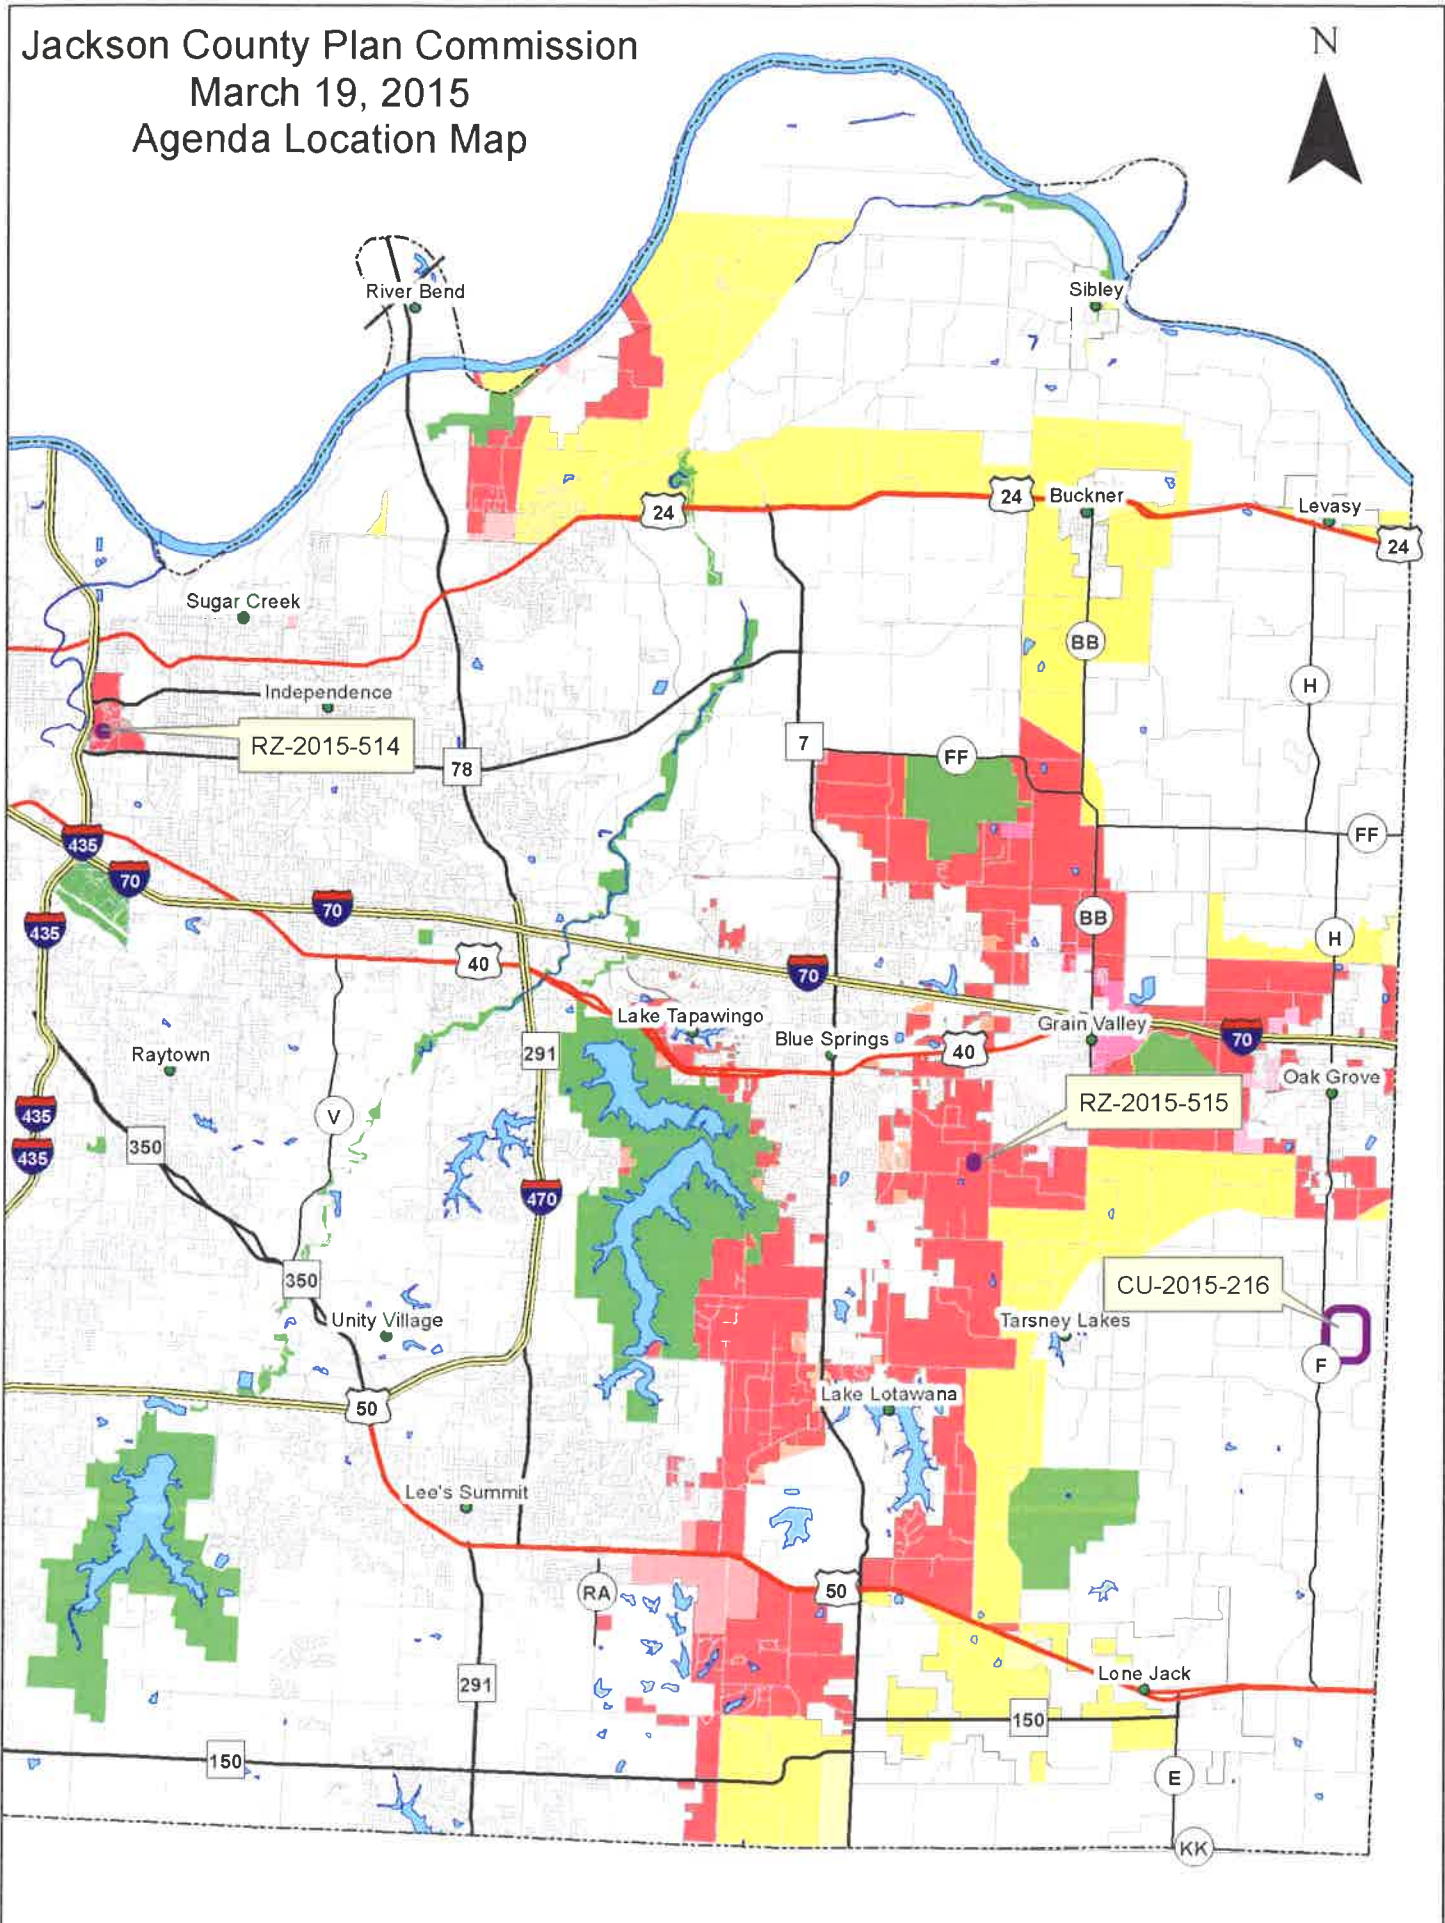 Jackson County Plan Commission
March 19, 2015
Agenda Location Map
N
River Bend
Sibley
24
24
Buckner
Levasy
24
Sugar Creek
BB
Independence
H
RZ-2015-514
7
78
FF
435
FF
70
70
BB
435
H
40
70
Lake Tapawingo
Grain Valley
Blue Springs
70
291
40
Raytown
Oak Grove
RZ-2015-515
435
V
350
435
470
350
CU-2015-216
Unity Village
Tarsney Lakes
F
Lake Lotawana
50
Lee's Summit
RA
50
Lone Jack
291
150
150
E
KK